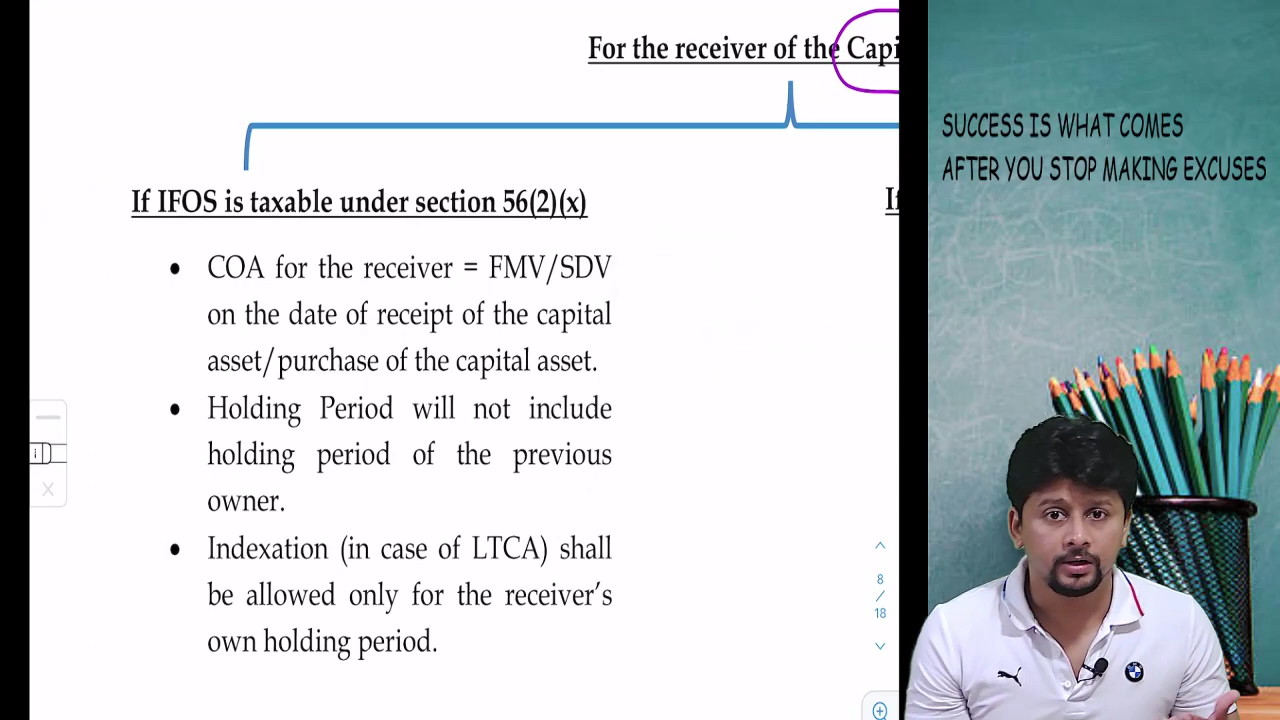 For the receiver of the Capi
SUCCESS IS WHAT COMES
AFTER YOU STOP MAKING EXCUSES
If IFOS is taxable under section 56(2)(x)
If
• COA for the receiver = FMV/SDV
on the date of receipt of the capital
asset/purchase of the capital asset.
• Holding Period will not include
holding period of the previous
owner.
• Indexation (in case of LTCA) shall
be allowed only for the receiver's
own holding period.
8
/
18